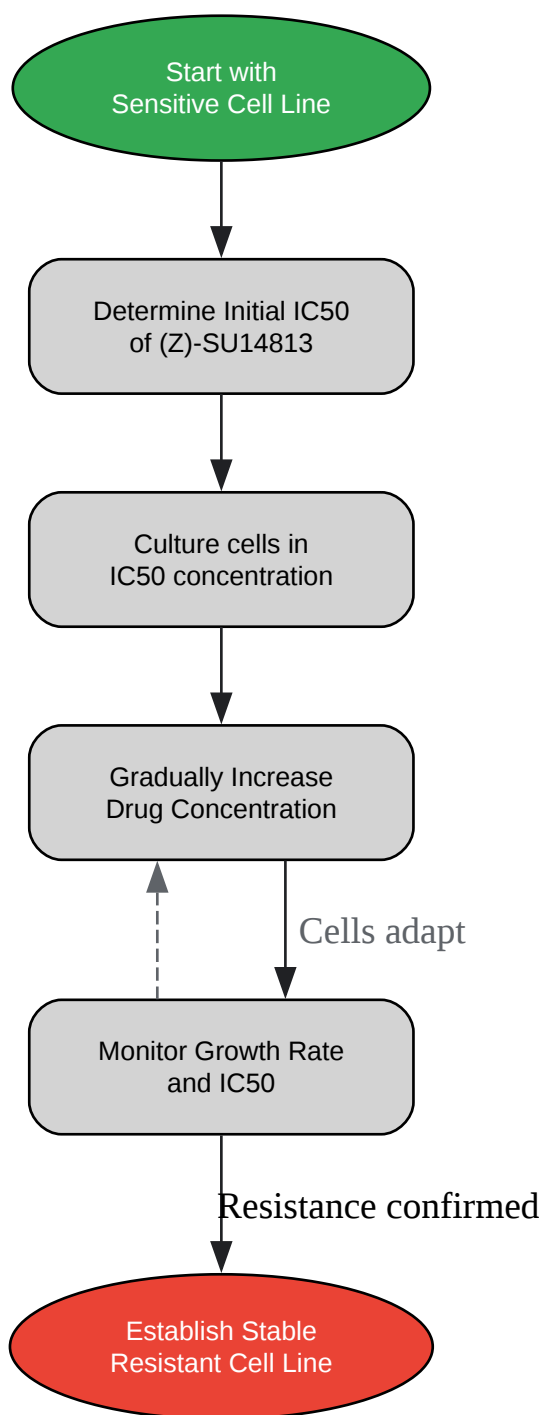 Start with
Sensitive Cell Line
Determine Initial IC50
of (Z)-SU14813
Culture cells in
IC50 concentration
Gradually Increase
Drug Concentration
Cells adapt
Monitor Growth Rate
and IC50
Resistance confirmed
Establish Stable
Resistant Cell Line